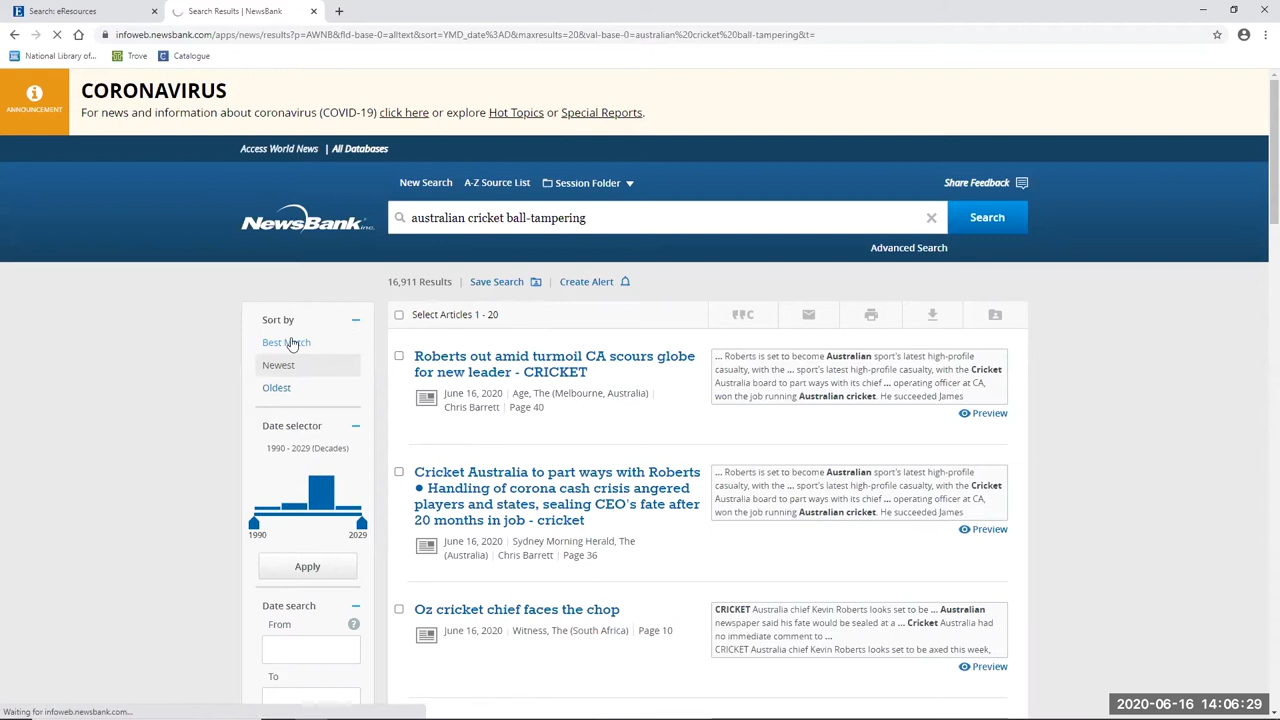 Search: eResources
Search Results | NewsBank
infoweb.newsbank.com/apps/news/results?p=AWNB&fld-base-0=alltext&sort=YMD_date%3AD&maxresults=20&val-base-0=australian%20cricket%20ball-tampering&t=
National Library of...
Trove
Catalogue
ANNOUNCEMENT
CORONAVIRUS
For news and information about coronavirus (COVID-19) click here or explore Hot Topics or Special Reports.
Access World News | All Databases
New Search
A-Z Source List
Session Folder
Share Feedback
NewsBank, inc.
australian cricket ball-tampering
Search
Advanced Search
16,911 Results | Save Search | Create Alert
Sort by
Best Match
Newest
Oldest
Date selector
1990 - 2029 (Decades)
1990
2029
Apply
Date search
From
?
To
Select Articles 1 - 20
Roberts out amid turmoil CA scours globe
for new leader - CRICKET
June 16, 2020 | Age, The (Melbourne, Australia) |
Chris Barrett | Page 40
... Roberts is set to become Australian sport's latest high-profile
casualty, with the ... sport's latest high-profile casualty, with the Cricket
Australia board to part ways with its chief ... operating officer at CA,
won the job running Australian cricket. He succeeded James
Preview
Cricket Australia to part ways with Roberts
● Handling of corona cash crisis angered
players and states, sealing CEO's fate after
20 months in job - cricket
June 16, 2020 | Sydney Morning Herald, The
(Australia) | Chris Barrett | Page 36
... Roberts is set to become Australian sport's latest high-profile
casualty, with the ... sport's latest high-profile casualty, with the Cricket
Australia board to part ways with its chief ... operating officer at CA,
won the job running Australian cricket. He succeeded James
Preview
Oz cricket chief faces the chop
June 16, 2020 | Witness, The (South Africa) | Page 10
CRICKET Australia chief Kevin Roberts looks set to be ... Australian
newspaper said his fate would be sealed at a ... Cricket Australia had
no immediate comment to ...
CRICKET Australia chief Kevin Roberts looks set to be axed this week,
Preview
Waiting for infoweb.newsbank.com...
2020-06-16 14:06:29